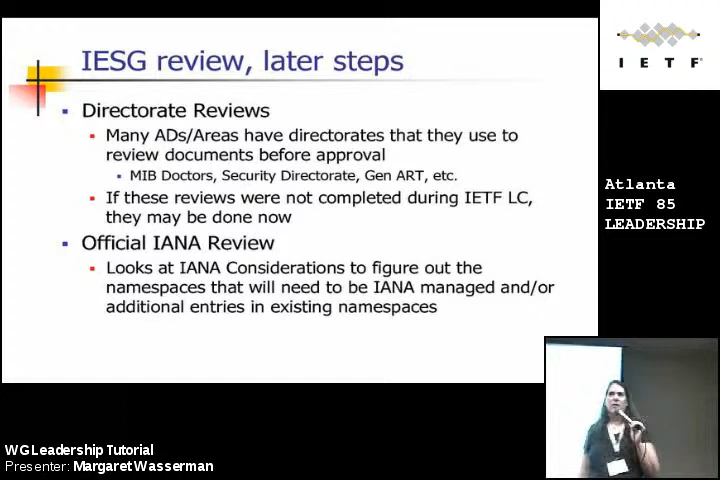 IESG review, later steps
Directorate Reviews
Many ADs/Areas have directorates that they use to
review documents before approval
MIB Doctors, Security Directorate, Gen ART, etc.
If these reviews were not completed during IETF LC,
they may be done now
Official IANA Review
Looks at IANA Considerations to figure out the
namespaces that will need to be IANA managed and/or
additional entries in existing namespaces
I E T F®
Atlanta
IETF 85
LEADERSHIP
WG Leadership Tutorial
Presenter: Margaret Wasserman